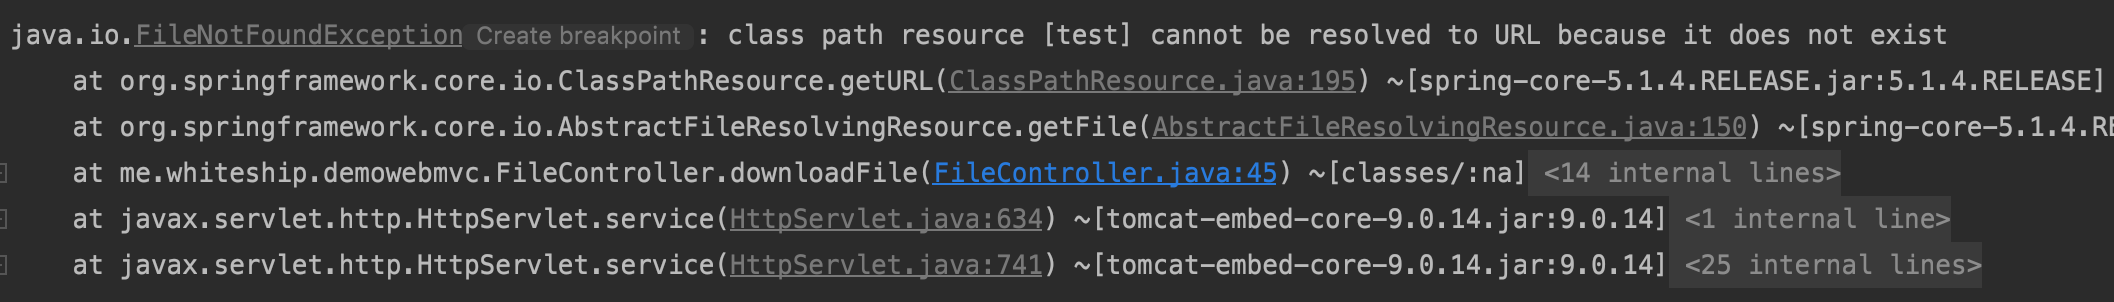 java.io.FileNotFoundException Create breakpoint : class path resource [test] cannot be resolved to URL because it does not exist
at org.springframework.core.io.ClassPathResource.getURL(ClassPathResource.java:195) ~[spring-core-5.1.4.RELEASE.jar:5.1.4.RELEASE]
at org.springframework.core.io.AbstractFileResolvingResource.getFile(AbstractFileResolvingResource.java:150) ~[spring-core-5.1.4.RE
at me.whiteship.demowebmvc.FileController.downloadFile(FileController.java:45) ~[classes/:na] <14 internal lines>
at javax.servlet.http.HttpServlet.service(HttpServlet.java:634) ~[tomcat-embed-core-9.0.14.jar:9.0.14] <1 internal line>
at javax.servlet.http.HttpServlet.service(HttpServlet.java:741) ~[tomcat-embed-core-9.0.14.jar:9.0.14] <25 internal lines>